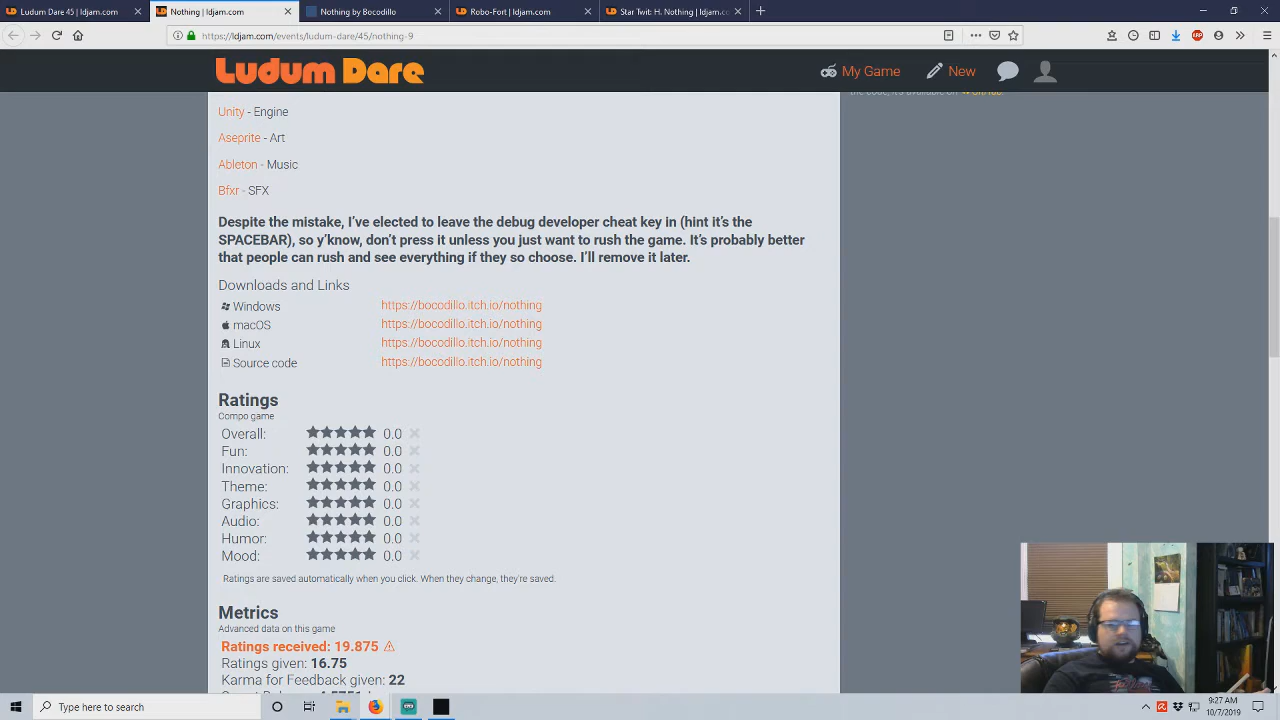 Ludum Dare 45 | ldjam.com
Nothing | ldjam.com
Nothing by Bocodillo
Robo-Fort | ldjam.com
Star Twit: H. Nothing | ldjam.c
https://ldjam.com/events/ludum-dare/45/nothing-9
LUDUM DARE
My Game
New
Unity - Engine
Aseprite - Art
Ableton - Music
Bfxr - SFX
Despite the mistake, I've elected to leave the debug developer cheat key in (hint it's the
SPACEBAR), so y'know, don't press it unless you just want to rush the game. It's probably better
that people can rush and see everything if they so choose. I'll remove it later.
Downloads and Links
Windows https://bocodillo.itch.io/nothing
macOS https://bocodillo.itch.io/nothing
Linux https://bocodillo.itch.io/nothing
Source code https://bocodillo.itch.io/nothing
Ratings
Compo game
Overall: 0.0
Fun: 0.0
Innovation: 0.0
Theme: 0.0
Graphics: 0.0
Audio: 0.0
Humor: 0.0
Mood: 0.0
Ratings are saved automatically when you click. When they change, they're saved.
Metrics
Advanced data on this game
Ratings received: 19.875
Ratings given: 16.75
Karma for Feedback given: 22
Type here to search
9:27 AM
10/7/2019